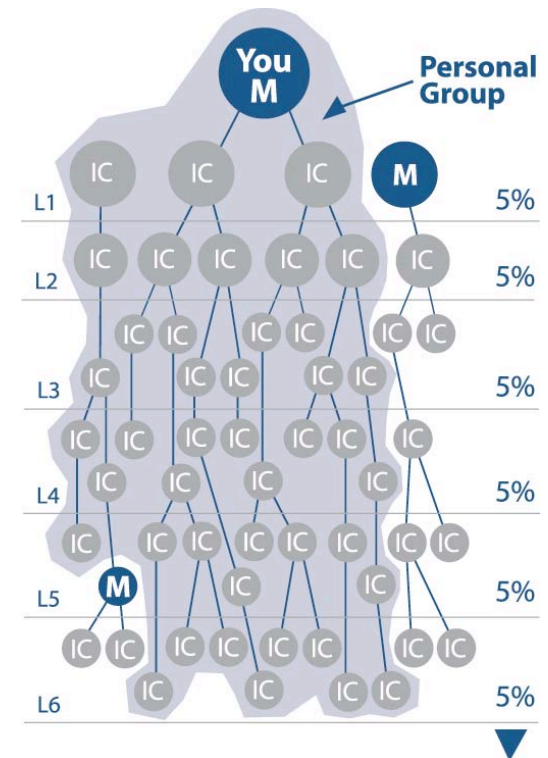 You
M
Personal
Group
IC IC IC M
L1 5%
IC IC IC IC IC IC
L2 5%
IC IC IC IC IC IC
IC IC IC IC IC
L3 5%
IC IC IC IC IC IC IC
IC IC IC IC
L4 5%
IC IC IC IC IC IC IC IC
M IC IC
L5 5%
IC IC IC IC IC IC IC IC
IC IC IC IC
L6 5%